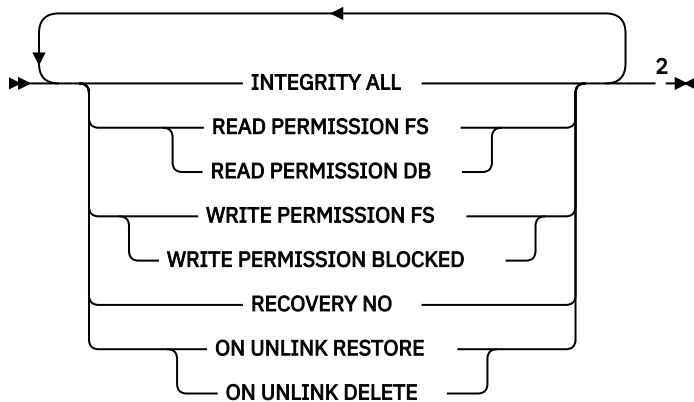 INTEGRITY ALL
2
READ PERMISSION FS
READ PERMISSION DB
WRITE PERMISSION FS
WRITE PERMISSION BLOCKED
RECOVERY NO
ON UNLINK RESTORE
ON UNLINK DELETE